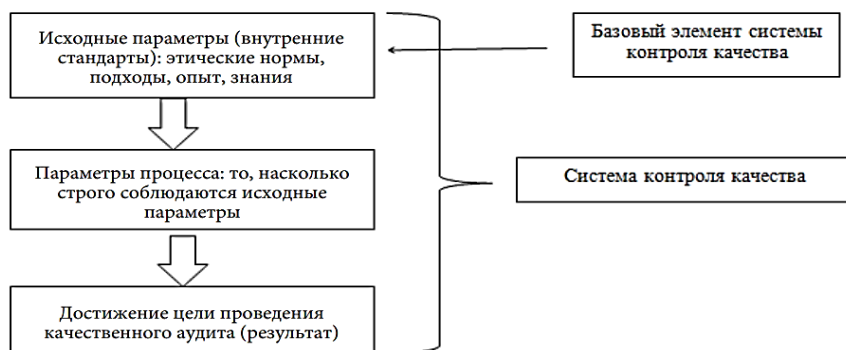 Исходные параметры (внутренние
стандарты): этические нормы,
подходы, опыт, знания
Базовый элемент системы
контроля качества
Параметры процесса: то, насколько
строго соблюдаются исходные
параметры
Система контроля качества
Достижение цели проведения
качественного аудита (результат)